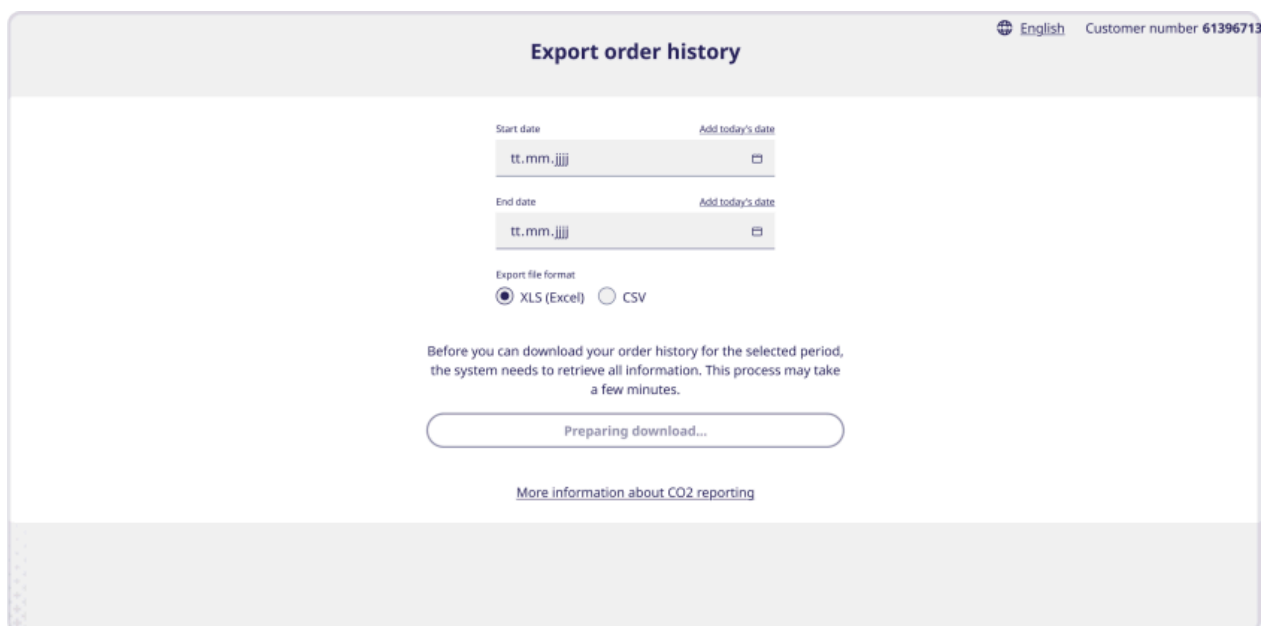 English Customer number 61396713
Export order history
Start date Add today's date
tt.mm.jjjj
End date Add today's date
tt.mm.jjjj
Export file format
XLS (Excel) CSV
Before you can download your order history for the selected period,
the system needs to retrieve all information. This process may take
a few minutes.
Preparing download...
More information about CO2 reporting